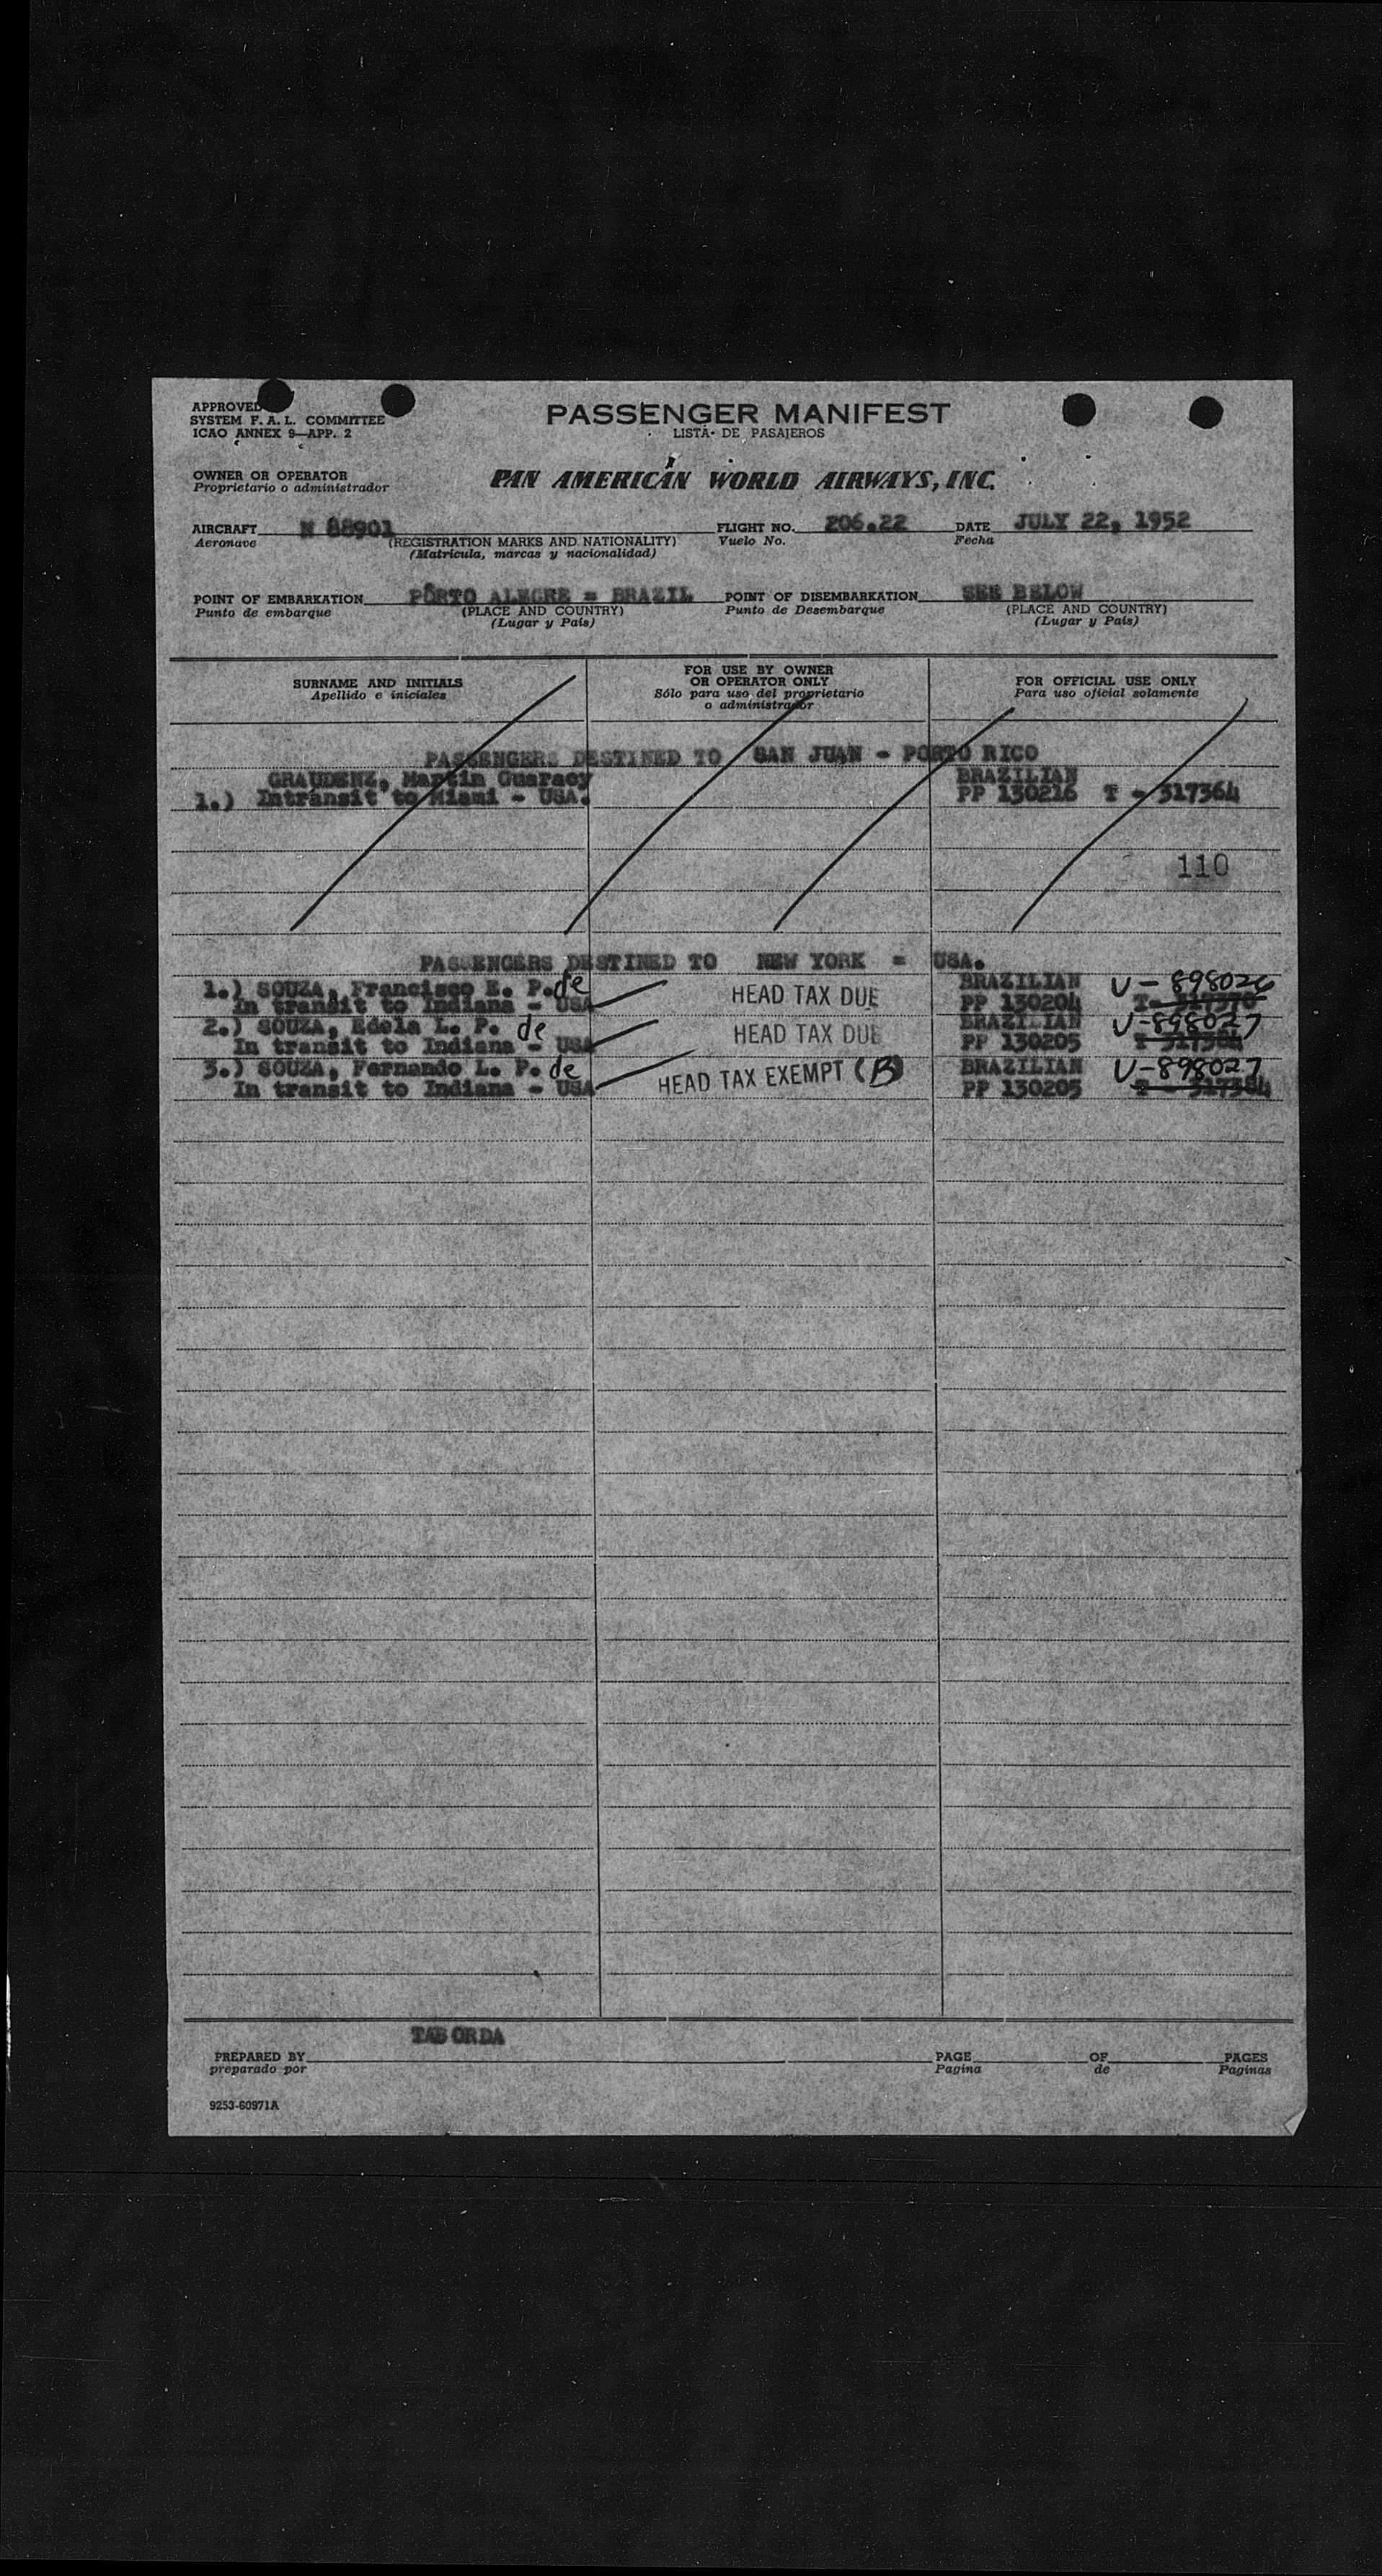 APPROVED
SYSTEM F. A. L. COMMITTEE
ICAO ANNEX 9—APP. 2
PASSENGER MANIFEST
LISTA DE PASAJEROS
OWNER OR OPERATOR
Proprietario o administrador
PAN AMERICAN WORLD AIRWAYS, INC.
AIRCRAFT N 88901 FLIGHT NO. 206.22 DATE JULY 22, 1952
Aeronave (REGISTRATION MARKS AND NATIONALITY) Vuelo No. Fecha
(Matricula, marcas y nacionalidad)
POINT OF EMBARKATION PÔRTO ALEGRE = BRAZIL POINT OF DISEMBARKATION SEE BELOW
Punto de embarque (PLACE AND COUNTRY) Punto de Desembarque (PLACE AND COUNTRY)
(Lugar y Pais) (Lugar y Pais)
SURNAME AND INITIALS
Apellido e iniciales
FOR USE BY OWNER
OR OPERATOR ONLY
Sólo para uso del proprietario
o administrador
FOR OFFICIAL USE ONLY
Para uso oficial solamente
PASSENGERS DESTINED TO SAN JUAN - PORTO RICO
GRAUDENZ, Martin Guaracy BRAZILIAN
1.) Intransit to Miami - USA. PP 130216 T - 317364
110
PASSENGERS DESTINED TO NEW YORK = USA.
1.) SOUZA, Francisco E. P. de BRAZILIAN V-898026
In transit to Indiana - USA HEAD TAX DUE PP 130204
2.) SOUZA, Edela L. P. de BRAZILIAN V-898027
In transit to Indiana - USA HEAD TAX DUE PP 130205
3.) SOUZA, Fernando L. P. de BRAZILIAN V-898027
In transit to Indiana - USA HEAD TAX EXEMPT (B) PP 130205 T - 317384
TABORDA
PREPARED BY PAGE OF PAGES
preparado por Pagina de Paginas
9253-60971A